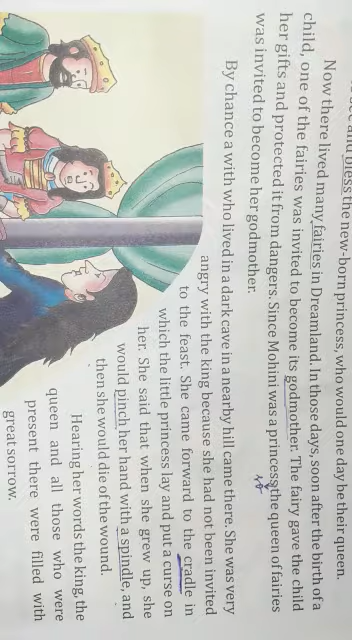 and bless the new-born princess, who would one day be their queen.
Now there lived many fairies in Dreamland. In those days, soon after the birth of a
child, one of the fairies was invited to become its godmother. The fairy gave the child
her gifts and protected it from dangers. Since Mohini was a princess the queen of fairies
was invited to become her godmother.
By chance a with who lived in a dark cave in a nearby hill came there. She was very
angry with the king because she had not been invited
to the feast. She came forward to the cradle in
which the little princess lay and put a curse on
her. She said that when she grew up, she
would pinch her hand with a spindle, and
then she would die of the wound.
Hearing her words the king, the
queen and all those who were
present there were filled with
great sorrow.